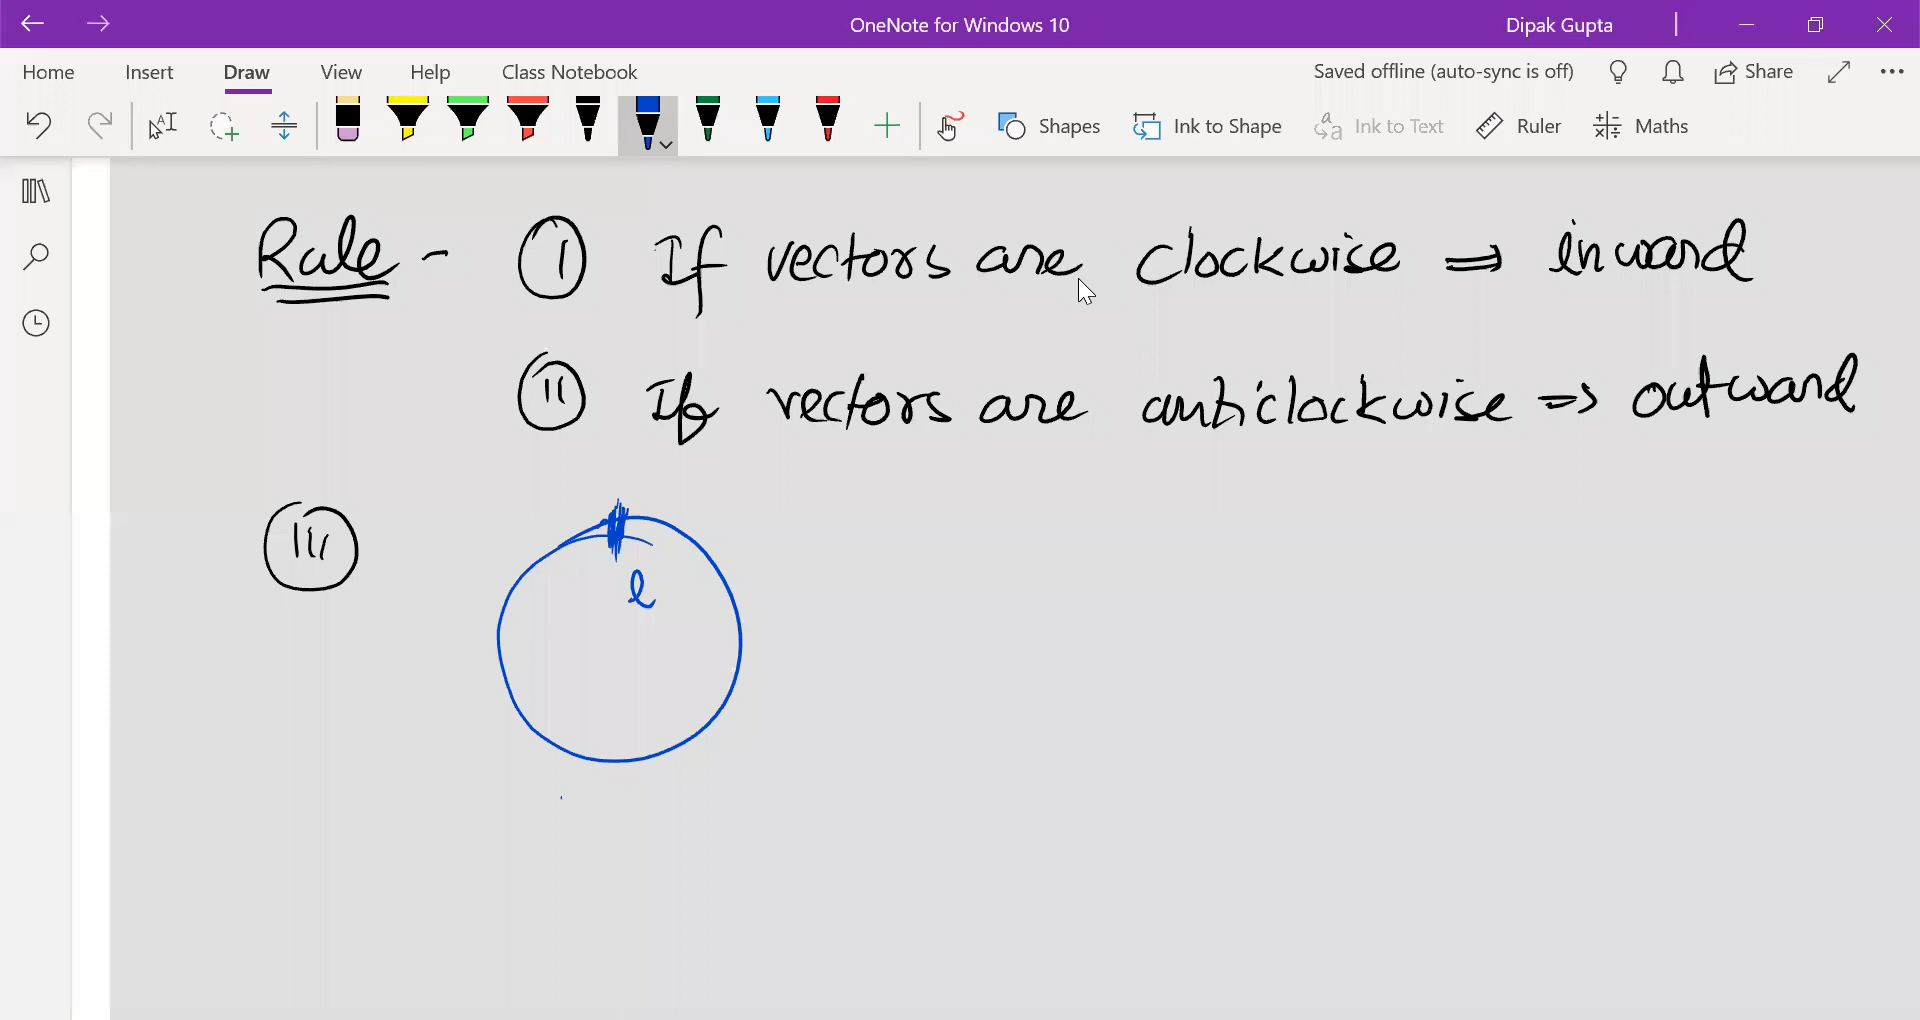 OneNote for Windows 10 Dipak Gupta
Home Insert Draw View Help Class Notebook Saved offline (auto-sync is off) Share
Shapes Ink to Shape Ink to Text Ruler Maths
Rule - I If vectors are clockwise ⇒ inward
II If vectors are anticlockwise ⇒ outward
III
l